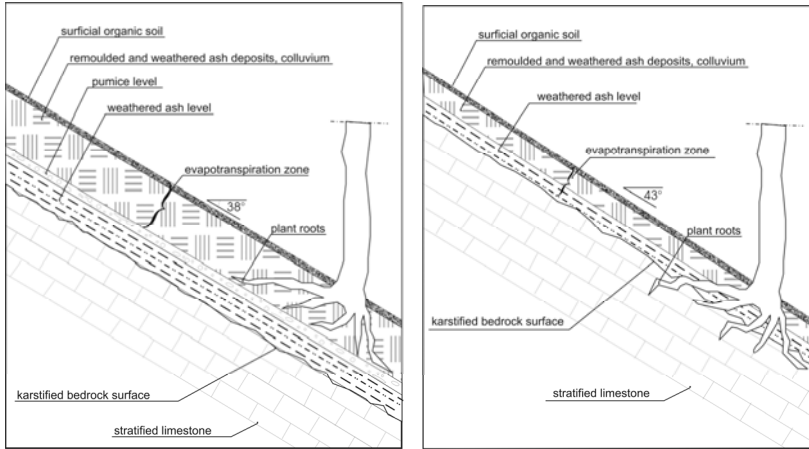 surficial organic soil
remoulded and weathered ash deposits, colluvium
pumice level
weathered ash level
evapotranspiration zone
38°
plant roots
karstified bedrock surface
stratified limestone
surficial organic soil
remoulded and weathered ash deposits, colluvium
weathered ash level
evapotranspiration zone
43°
plant roots
karstified bedrock surface
stratified limestone